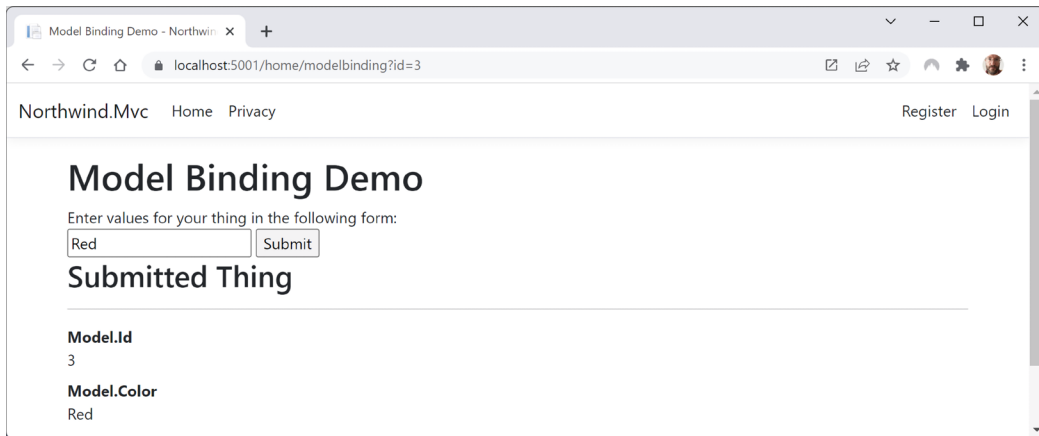 Model Binding Demo - Northwin
localhost:5001/home/modelbinding?id=3
Northwind.Mvc Home Privacy Register Login
Model Binding Demo
Enter values for your thing in the following form:
Red Submit
Submitted Thing
Model.Id
3
Model.Color
Red